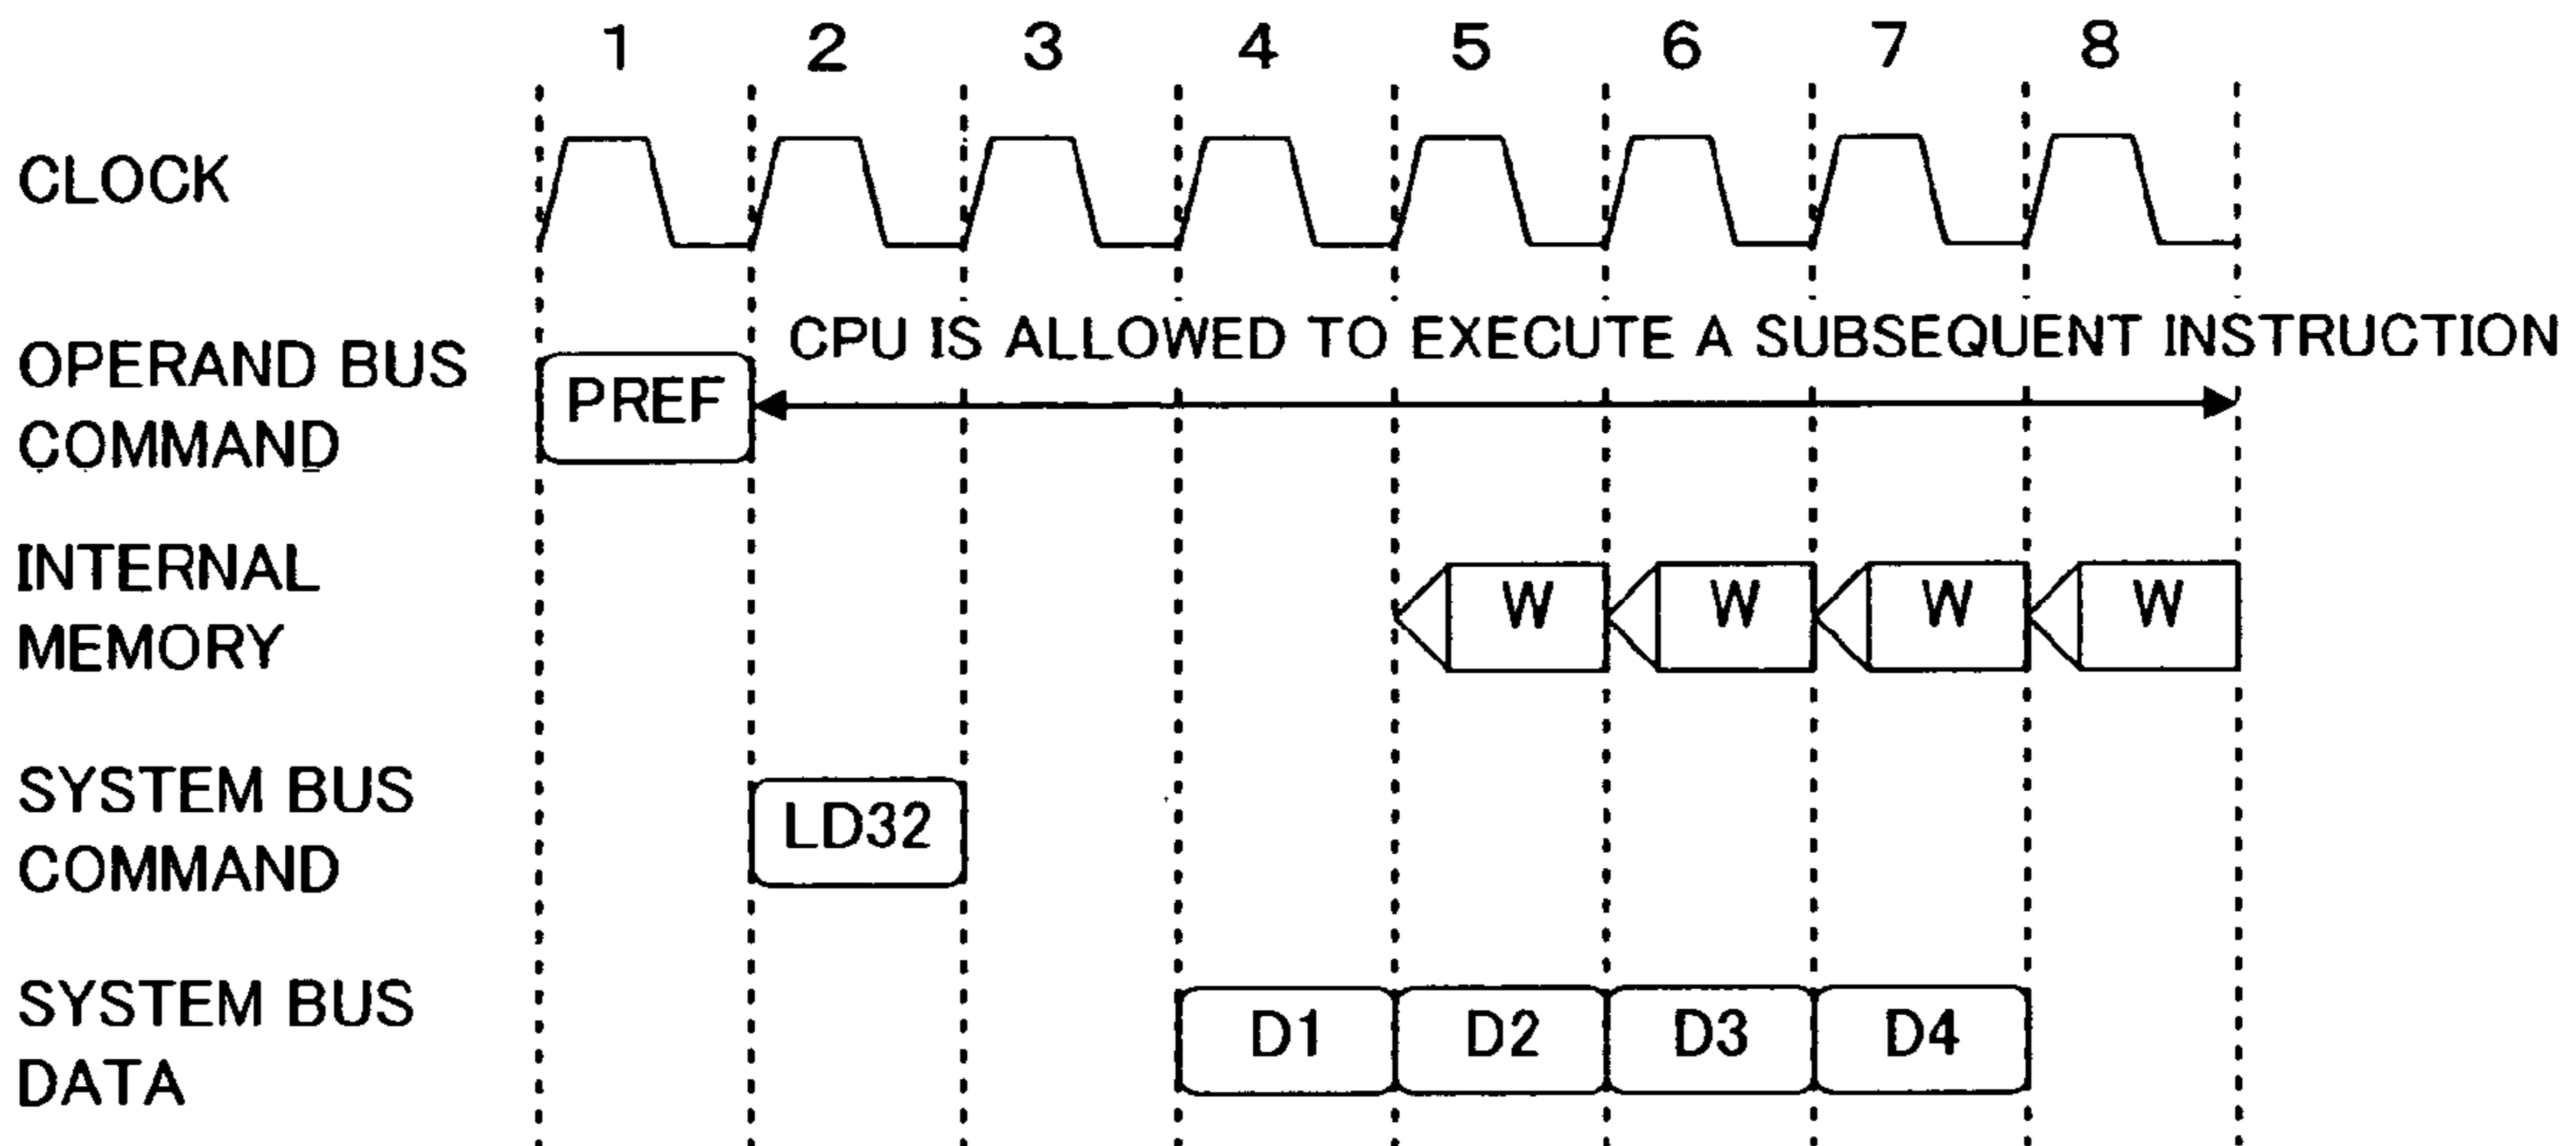 1 2 3 4 5 6 7 8
CLOCK
CPU IS ALLOWED TO EXECUTE A SUBSEQUENT INSTRUCTION
OPERAND BUS
COMMAND
PREF
INTERNAL
MEMORY
W W W W
SYSTEM BUS
COMMAND
LD32
SYSTEM BUS
DATA
D1 D2 D3 D4